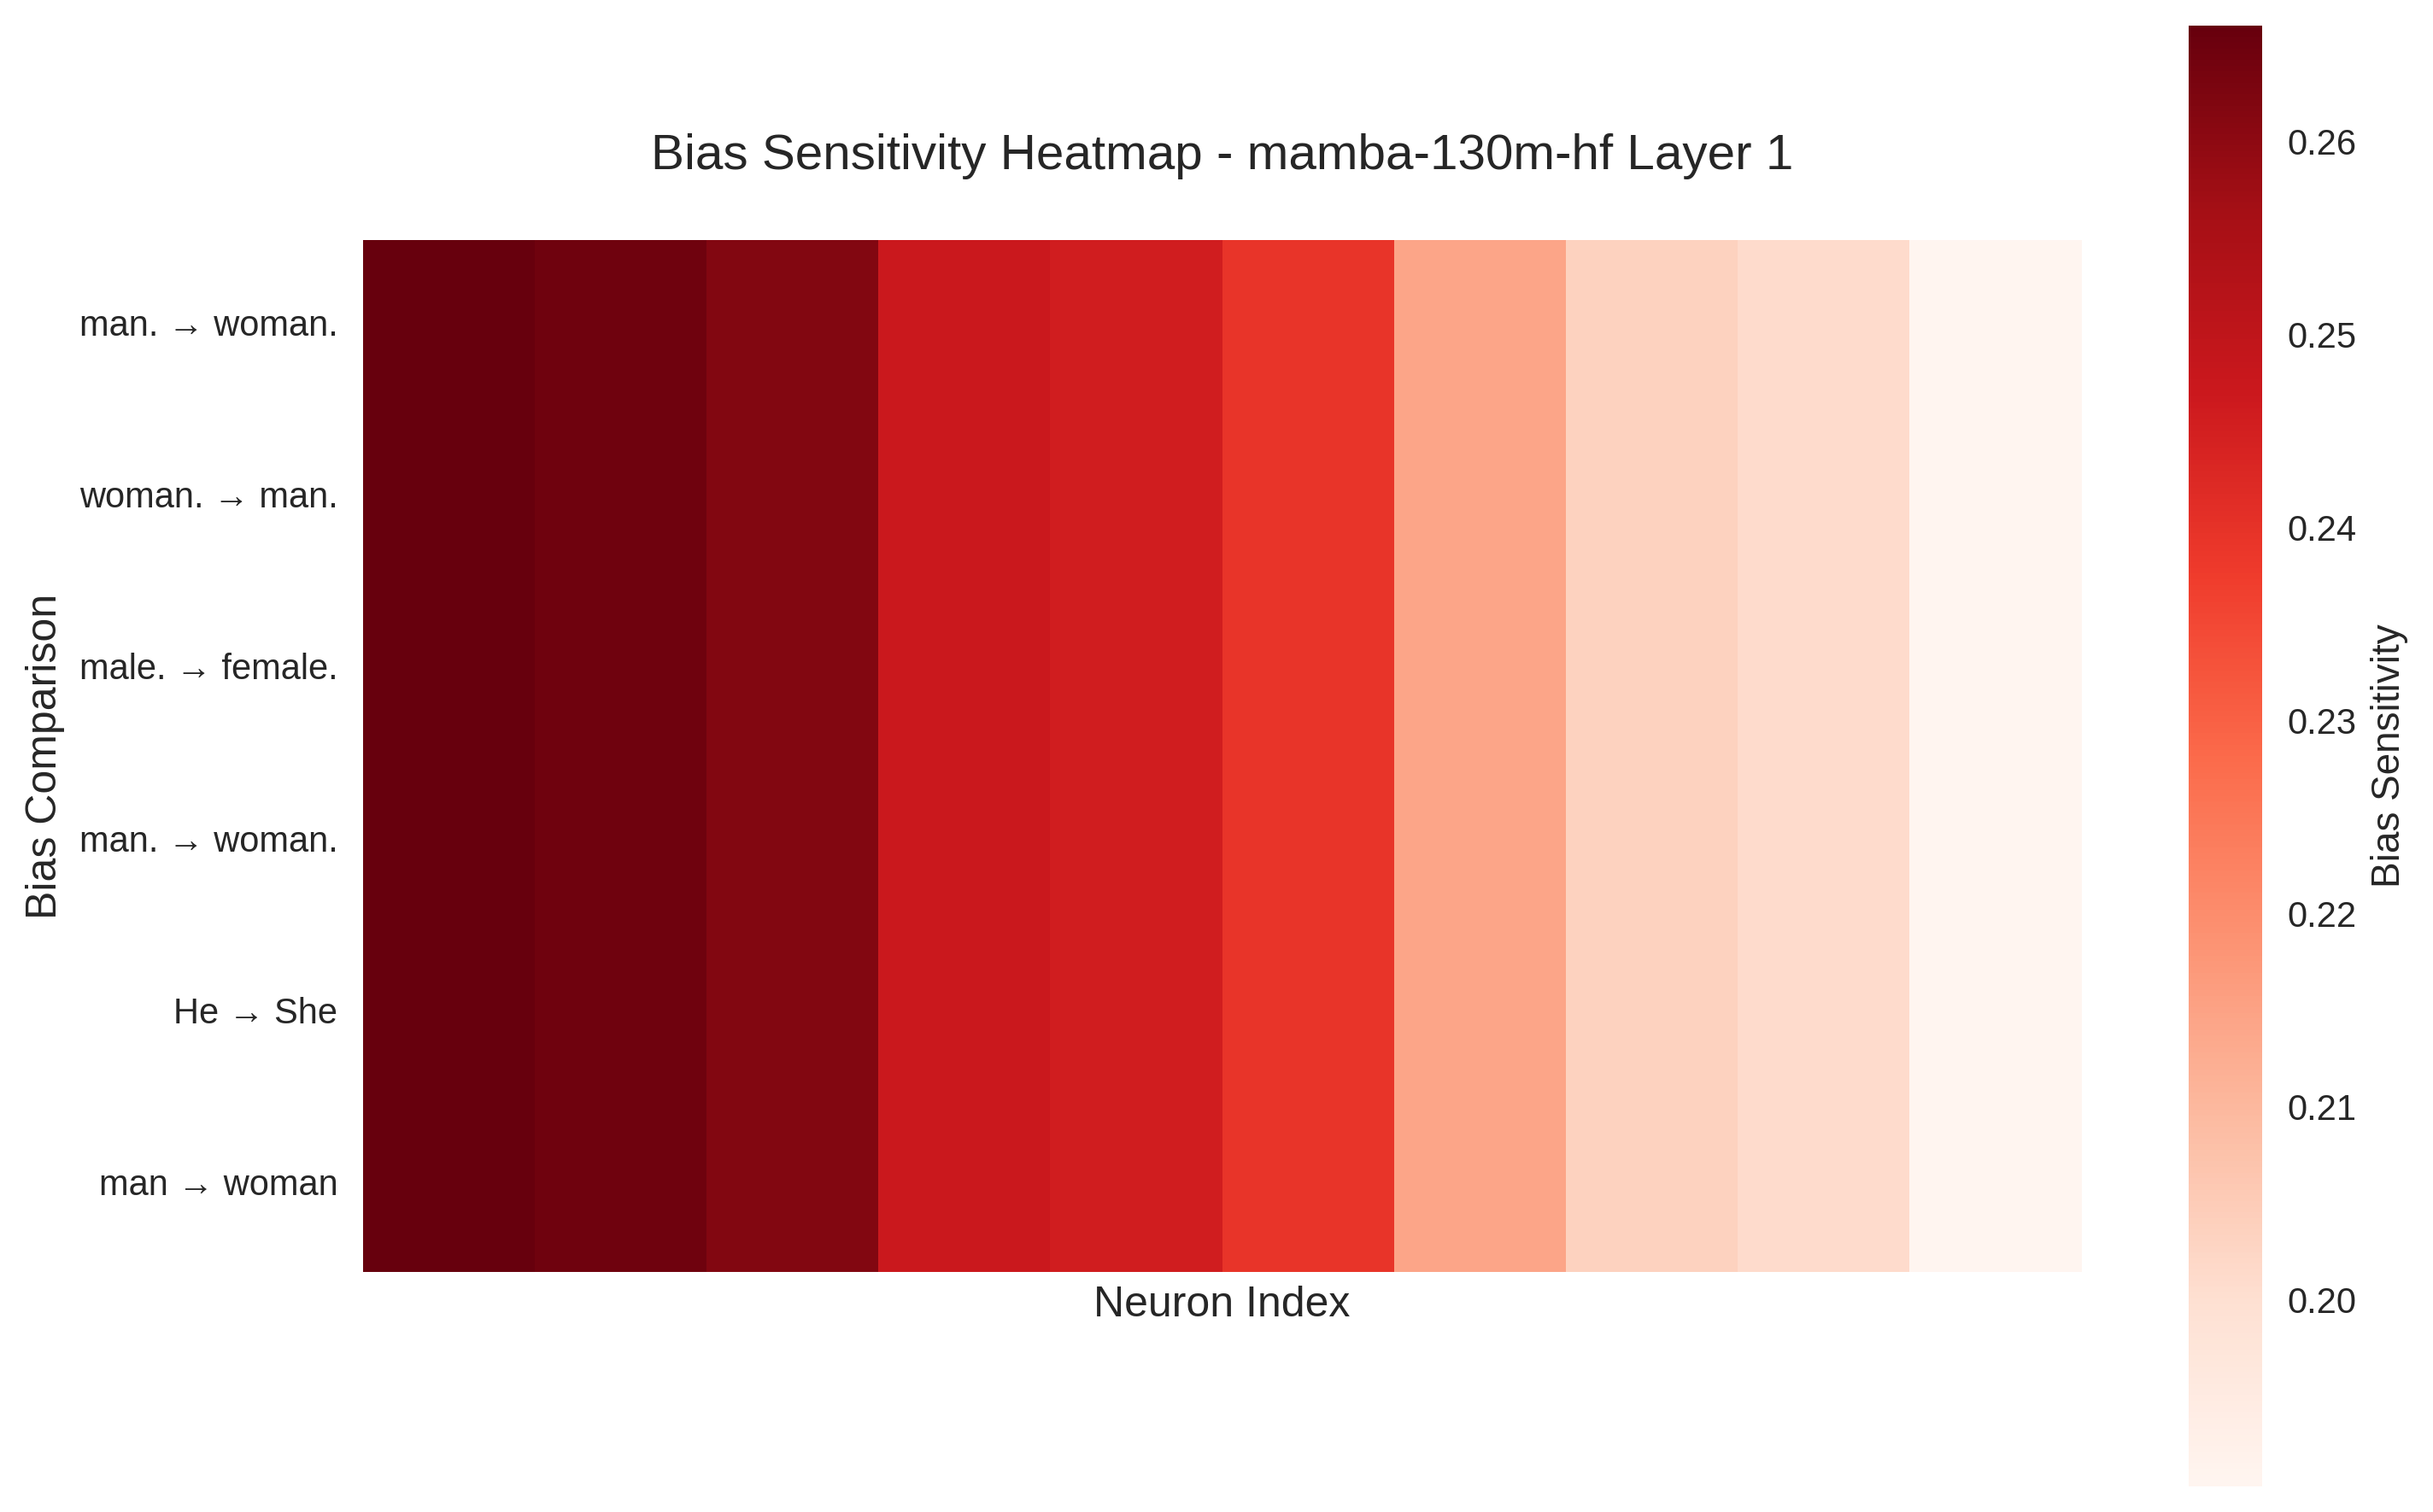 Bias Sensitivity Heatmap - mamba-130m-hf Layer 1
Bias Comparison
man. → woman.
woman. → man.
male. → female.
man. → woman.
He → She
man → woman
Neuron Index
0.26
0.25
0.24
0.23
0.22
0.21
0.20
Bias Sensitivity